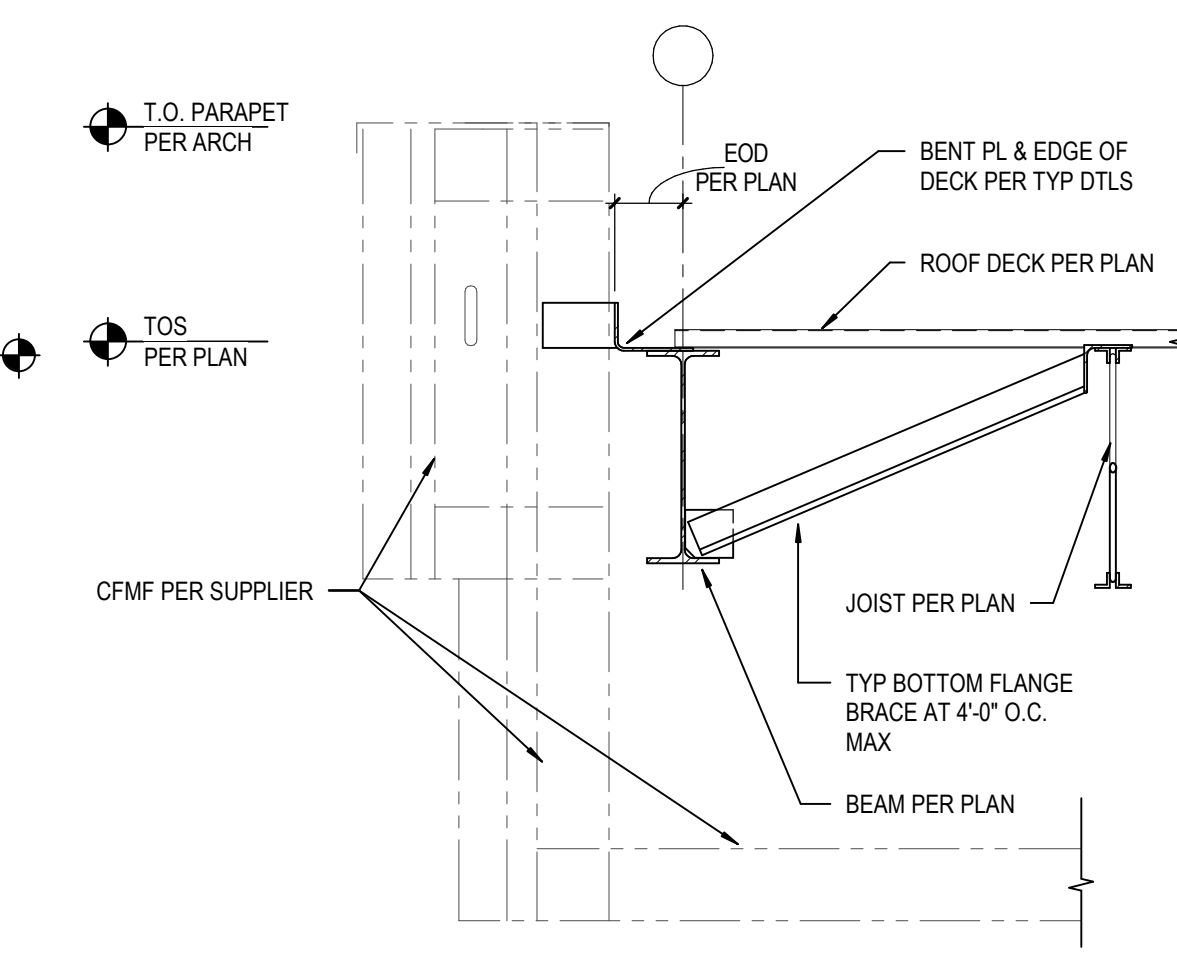 T.O. PARAPET
PER ARCH
EOD
PER PLAN
BENT PL & EDGE OF
DECK PER TYP DTLS
ROOF DECK PER PLAN
TOS
PER PLAN
CFMF PER SUPPLIER
JOIST PER PLAN
TYP BOTTOM FLANGE
BRACE AT 4'-0" O.C.
MAX
BEAM PER PLAN